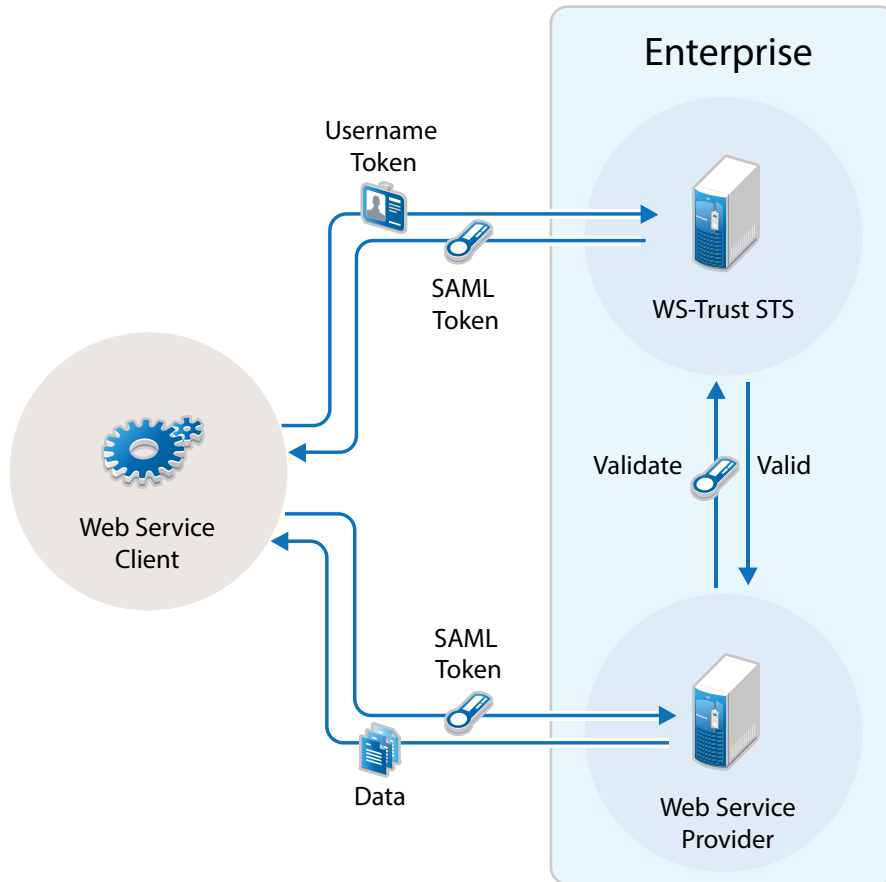 Enterprise
Username
Token
SAML
Token
WS-Trust STS
Validate
Valid
Web Service
Client
SAML
Token
Data
Web Service
Provider